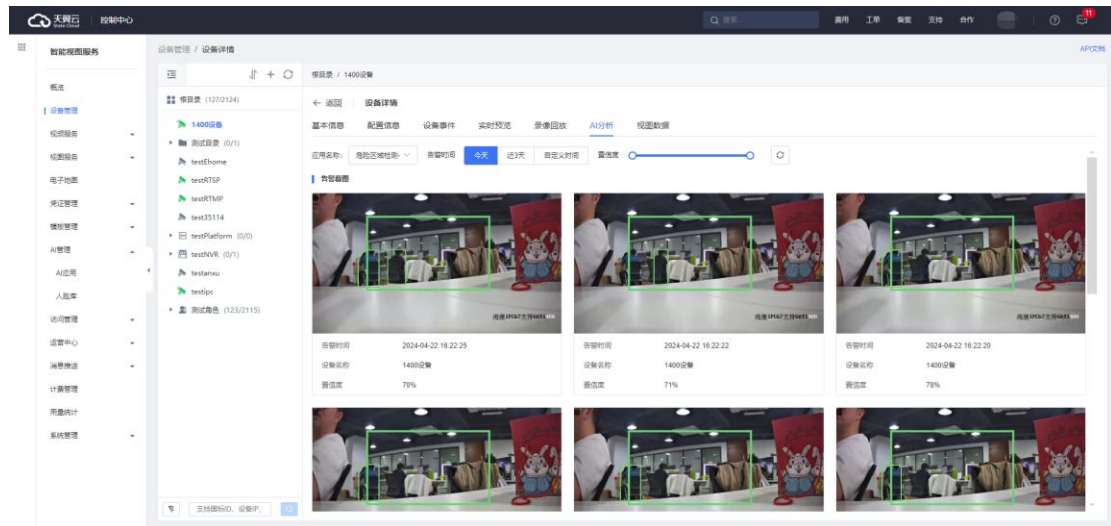 天翼云 State Cloud 控制中心 搜索... 费用 工单 备案 支持 合作 11
智能视图服务 设备管理 / 设备详情 API文档
概览
设备管理
视频服务
视图服务
电子地图
凭证管理
模板管理
AI管理
AI应用
人脸库
访问管理
运营中心
消息推送
计费管理
用量统计
系统管理
根目录 (127/2124)
1400设备
测试目录 (0/1)
testEhome
testRTSP
testRTMP
test35114
testPlatform (0/0)
testNVR (0/1)
testanxu
testipc
测试角色 (123/2115)
支持国标ID、设备IP、
根目录 / 1400设备
← 返回 设备详情
基本信息 配置信息 设备事件 实时预览 录像回放 AI分析 视图数据
应用名称: 危险区域检测- 告警时间 今天 近3天 自定义时间 置信度
告警截图
告警时间 2024-04-22 16:22:25
设备名称 1400设备
置信度 70%
告警时间 2024-04-22 16:22:22
设备名称 1400设备
置信度 71%
告警时间 2024-04-22 16:22:20
设备名称 1400设备
置信度 78%